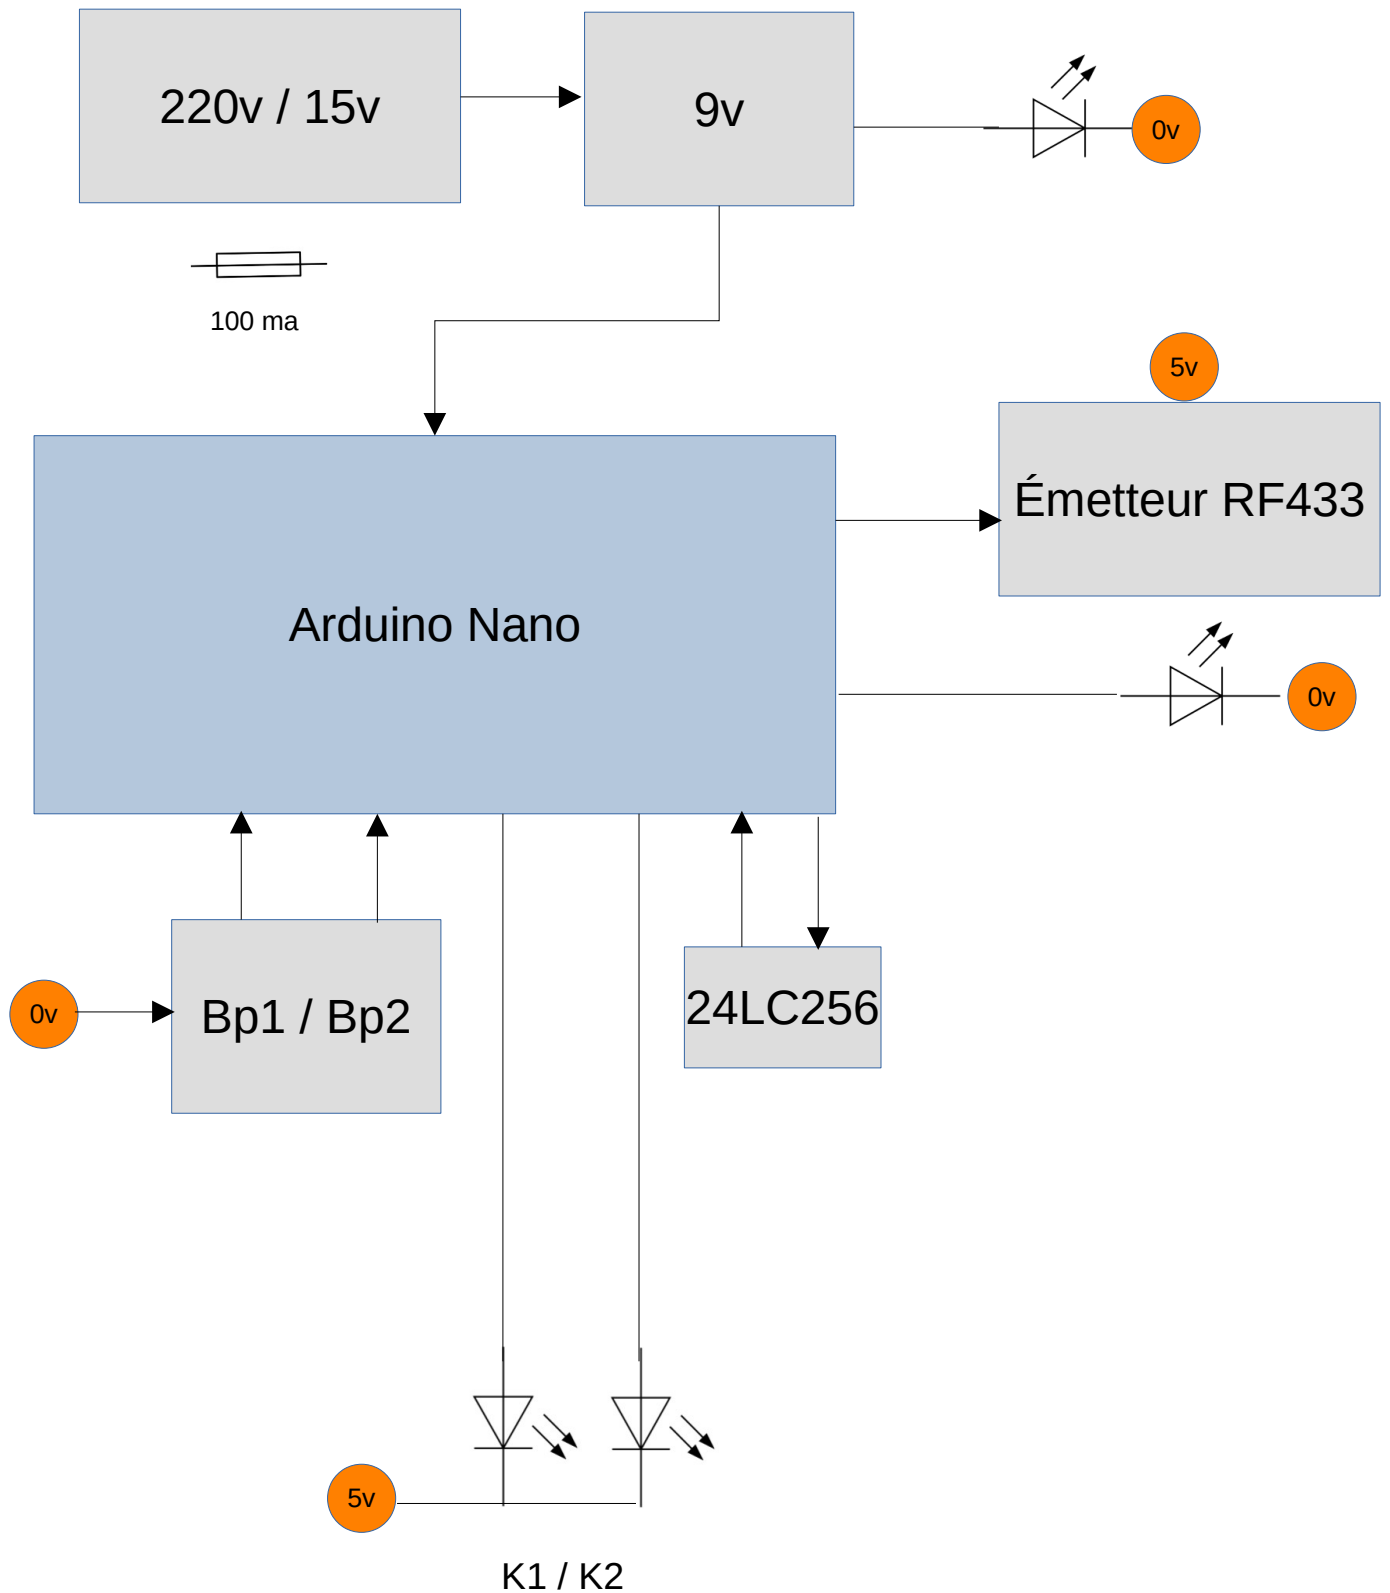 220v / 15v
9v
0v
100 ma
5v
Émetteur RF433
Arduino Nano
0v
0v
Bp1 / Bp2
24LC256
5v
K1 / K2